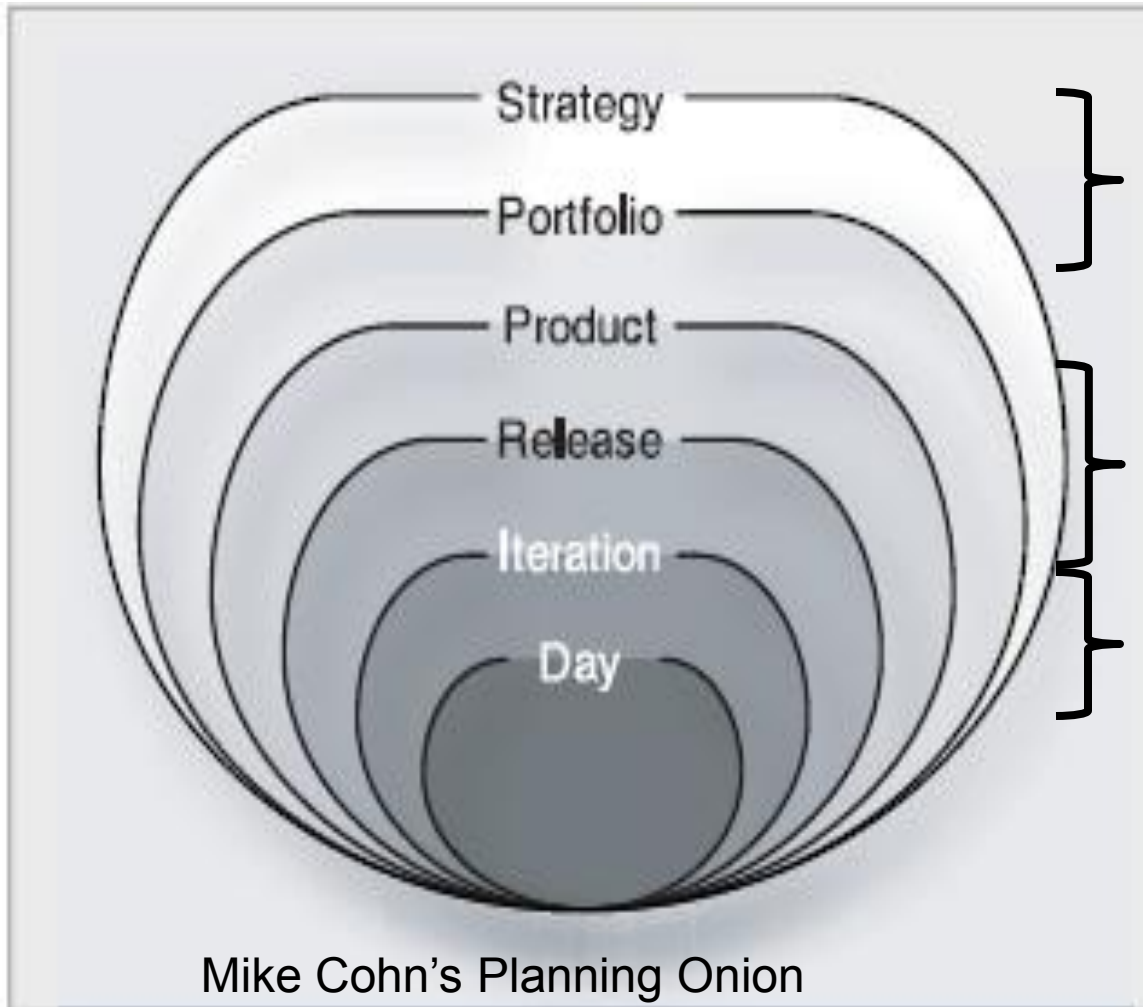 Strategy
Portfolio
Product
Release
Iteration
Day
Mike Cohn’s Planning Onion